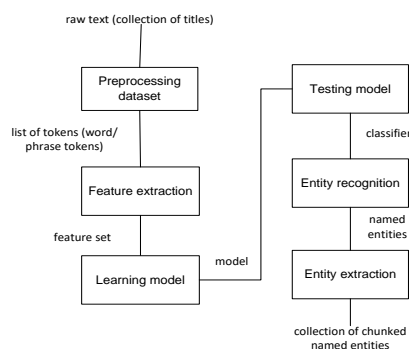 raw text (collection of titles)
Preprocessing
dataset
list of tokens (word/
phrase tokens)
Feature extraction
feature set
Learning model
model
Testing model
classifier
Entity recognition
named
entities
Entity extraction
collection of chunked
named entities